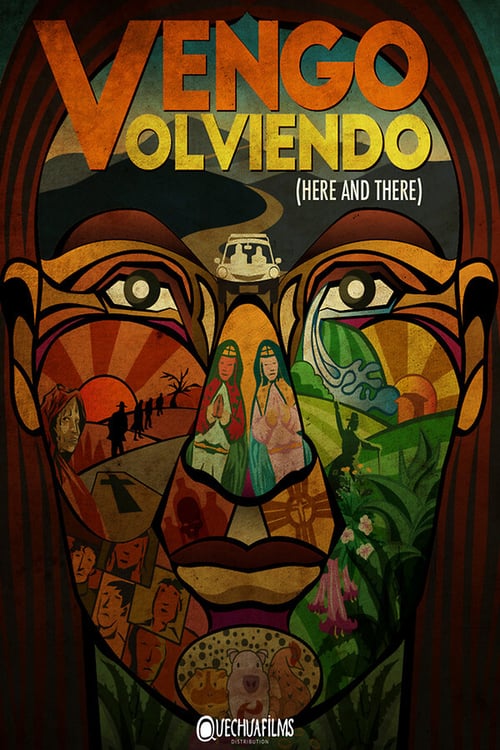 VENGO
VOLVIENDO
(HERE AND THERE)
QUECHUAFILMS
DISTRIBUTION